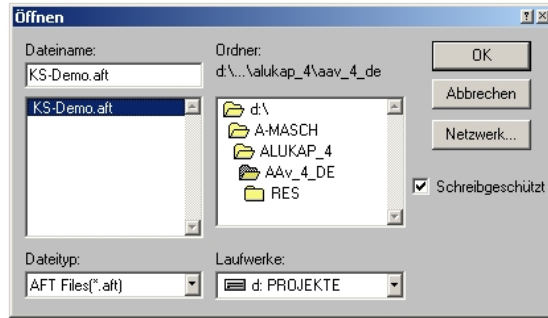 Öffnen
Dateiname:
KS-Demo.aft
KS-Demo.aft
Ordner:
d:\...\alukap_4\aav_4_de
d:\
A-MASCH
ALUKAP_4
AAv_4_DE
RES
OK
Abbrechen
Netzwerk...
Schreibgeschützt
Dateityp:
AFT Files(*.aft)
Laufwerke:
d: PROJEKTE